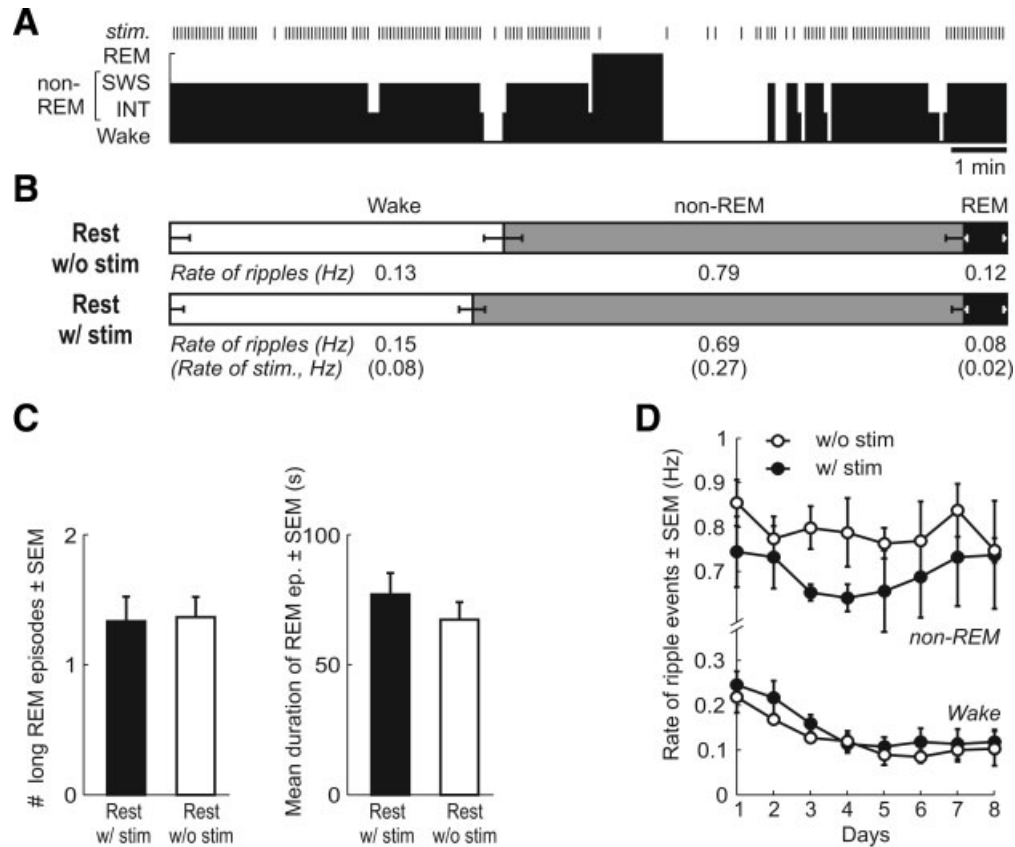 A
stim.
REM
non-
REM
SWS
INT
Wake
1 min
B
Wake non-REM REM
Rest
w/o stim
Rate of ripples (Hz) 0.13 0.79 0.12
Rest
w/ stim
Rate of ripples (Hz) 0.15 0.69 0.08
(Rate of stim., Hz) (0.08) (0.27) (0.02)
C
# long REM episodes ± SEM
2
1
0
Rest
w/ stim
Rest
w/o stim
Mean duration of REM ep. ± SEM (s)
100
50
0
Rest
w/ stim
Rest
w/o stim
D
w/o stim
w/ stim
Rate of ripple events ± SEM (Hz)
1
0.9
0.8
0.7
non-REM
0.3
0.2
0.1
0
Wake
1 2 3 4 5 6 7 8
Days